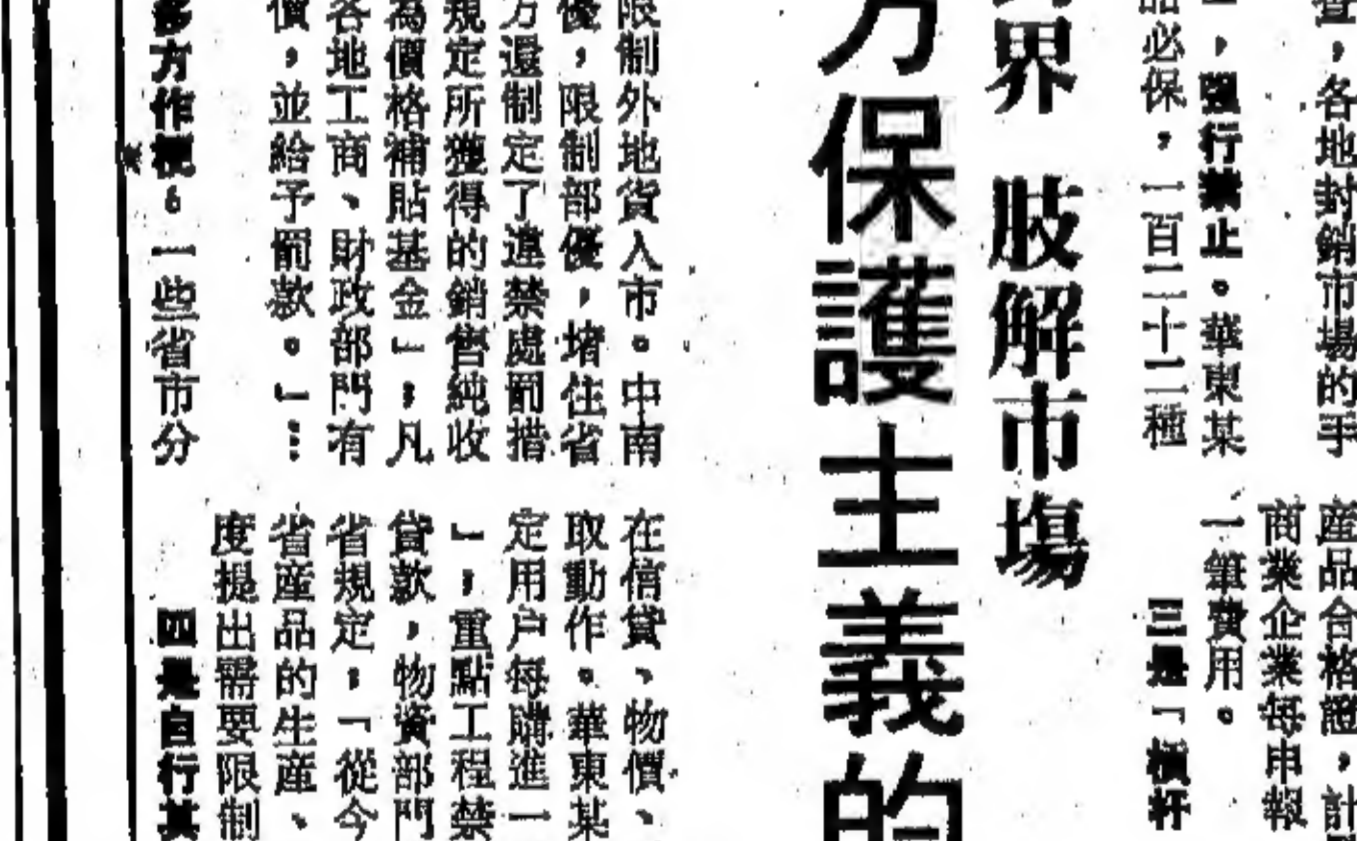 查，各地封銷市場的手
，強行禁止。華東某
品必保，一百二十二種
産品合格證，計
商業企業每申報
一筆費用。
三是「槓杆
界 肢解市場
方保護主義的
限制外地貨入市。中南
優，限制部優，堵住省
方還制定了違禁處罰措
規定所獲得的銷售純收
為價格補貼基金」；凡
各地工商、財政部門有
價，並給予罰款。」…
多方作梗。一些省市分
在信貸、物價、
取動作。華東某
定用户每購進一
」，重點工程禁
貸款，物資部門
省規定：「從今
省産品的生産、
度提出需要限制
四是自行其